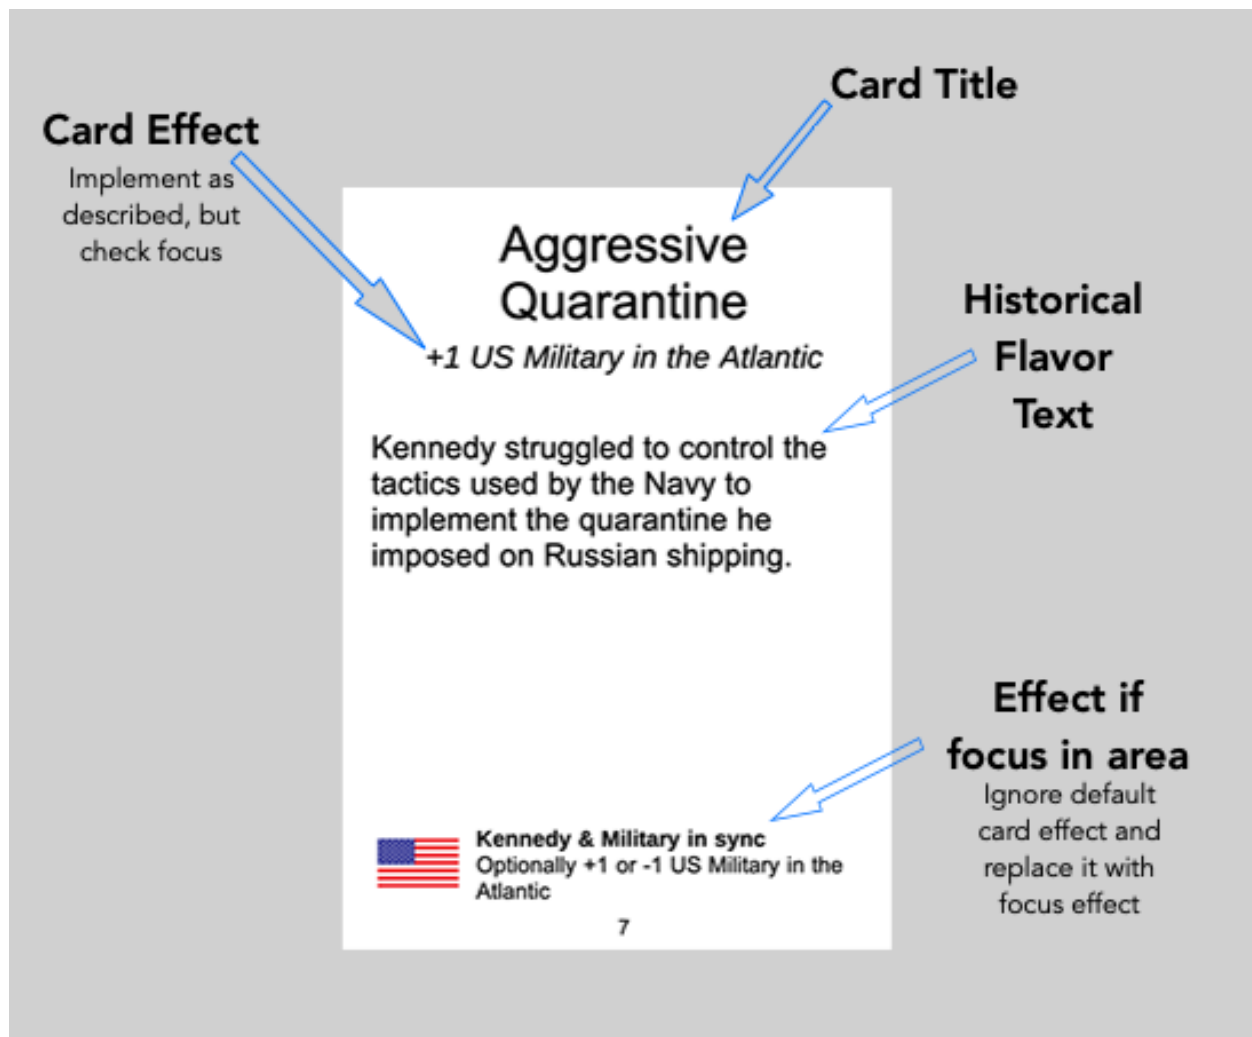 Card Title
Card Effect
Implement as
described, but
check focus
Aggressive
Quarantine
+1 US Military in the Atlantic
Historical
Flavor
Text
Kennedy struggled to control the
tactics used by the Navy to
implement the quarantine he
imposed on Russian shipping.
Effect if
focus in area
Ignore default
card effect and
replace it with
focus effect
Kennedy & Military in sync
Optionally +1 or -1 US Military in the
Atlantic
7